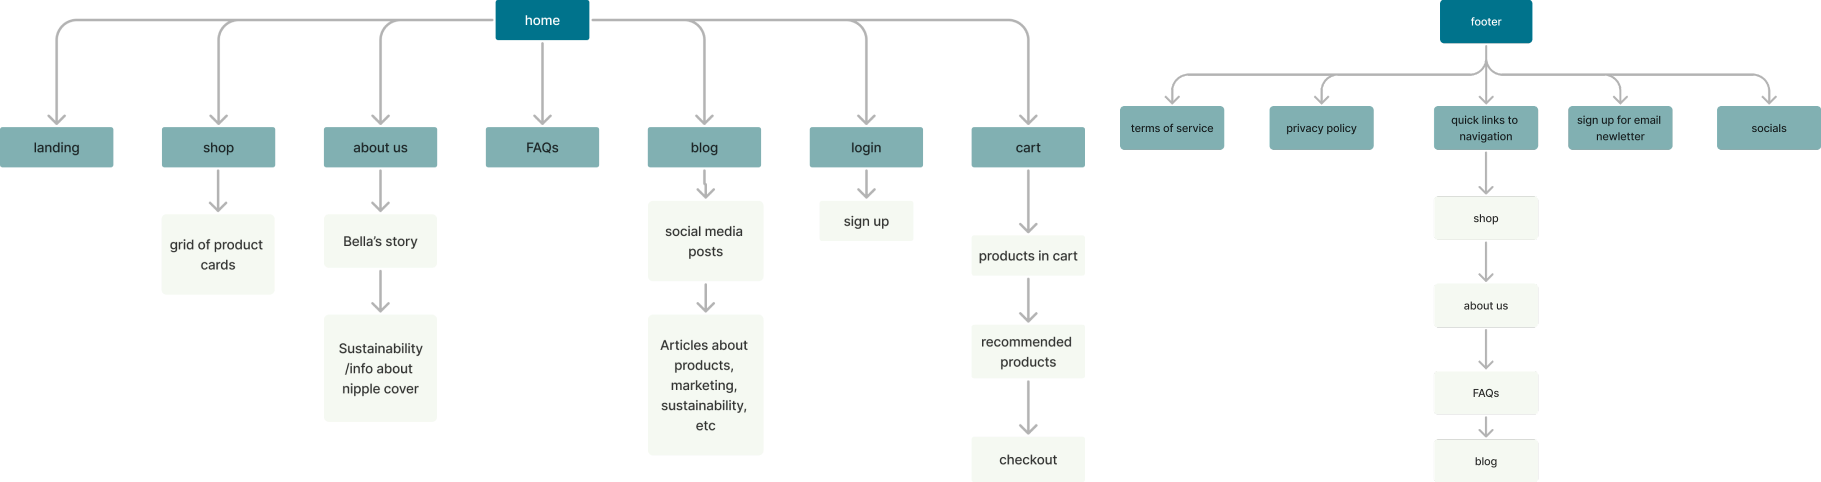 home
landing
shop
about us
FAQs
blog
login
cart
grid of product
cards
Bella's story
Sustainability
/info about
nipple cover
social media
posts
Articles about
products,
marketing,
sustainability,
etc
sign up
products in cart
recommended
products
checkout
footer
terms of service
privacy policy
quick links to
navigation
sign up for email
newletter
socials
shop
about us
FAQs
blog